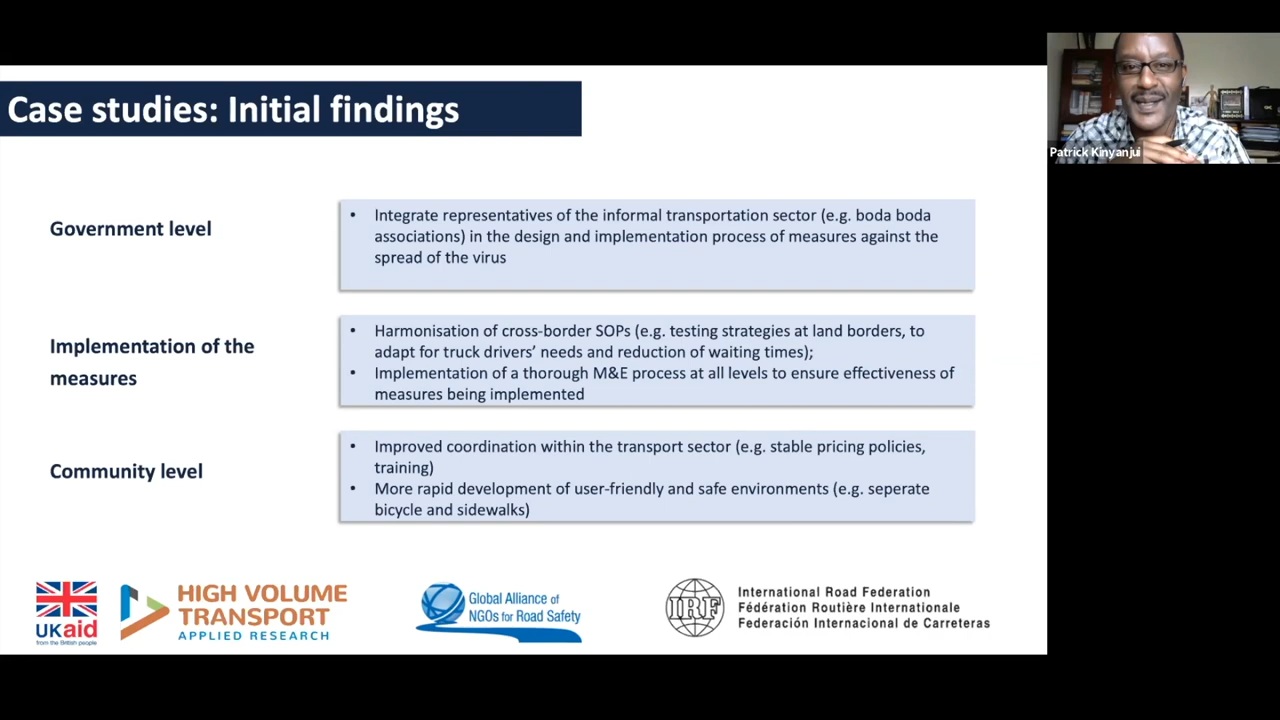 Case studies: Initial findings
Patrick Kinyanjui
Government level
• Integrate representatives of the informal transportation sector (e.g. boda boda
associations) in the design and implementation process of measures against the
spread of the virus
Implementation of the
measures
• Harmonisation of cross-border SOPs (e.g. testing strategies at land borders, to
adapt for truck drivers’ needs and reduction of waiting times);
• Implementation of a thorough M&E process at all levels to ensure effectiveness of
measures being implemented
Community level
• Improved coordination within the transport sector (e.g. stable pricing policies,
training)
• More rapid development of user-friendly and safe environments (e.g. seperate
bicycle and sidewalks)
UKaid
from the British people
HIGH VOLUME
TRANSPORT
APPLIED RESEARCH
Global Alliance of
NGOs for Road Safety
IRF
International Road Federation
Fédération Routière Internationale
Federación Internacional de Carreteras